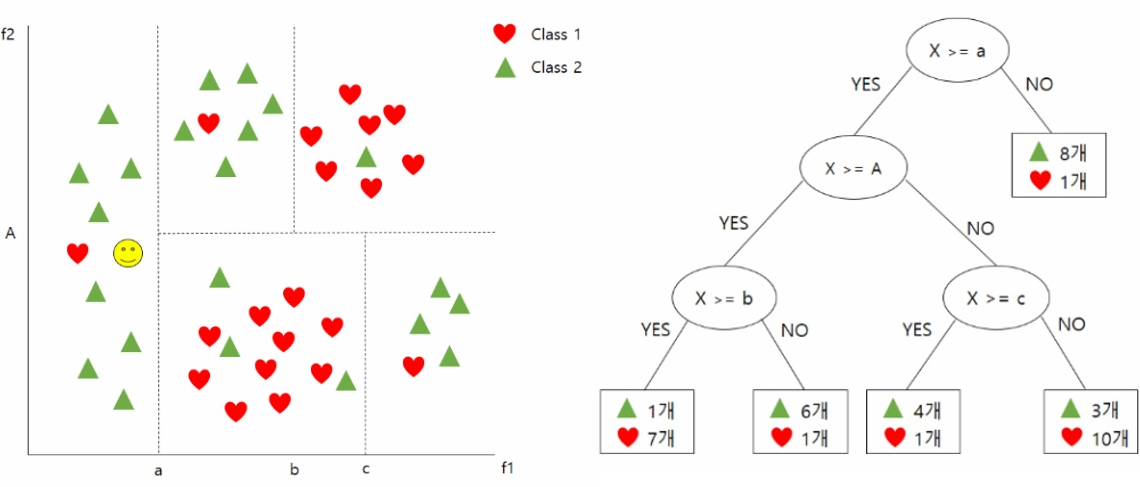 f2
Class 1
Class 2
A
a
b
c
f1
X >= a
YES
NO
8개
1개
X >= A
YES
NO
X >= b
X >= c
YES
NO
YES
NO
1개
7개
6개
1개
4개
1개
3개
10개